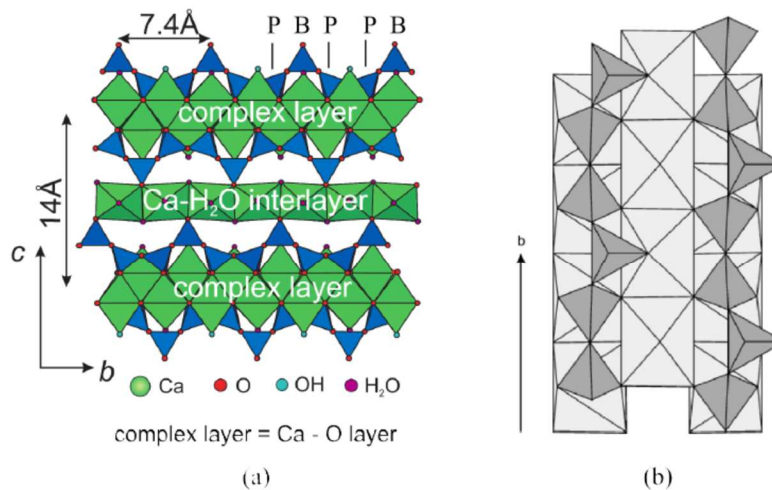 7.4Å P B P P B
complex layer
14Å
Ca-H₂O interlayer
complex layer
c
b
Ca O OH H₂O
complex layer = Ca - O layer
(a)
b
(b)